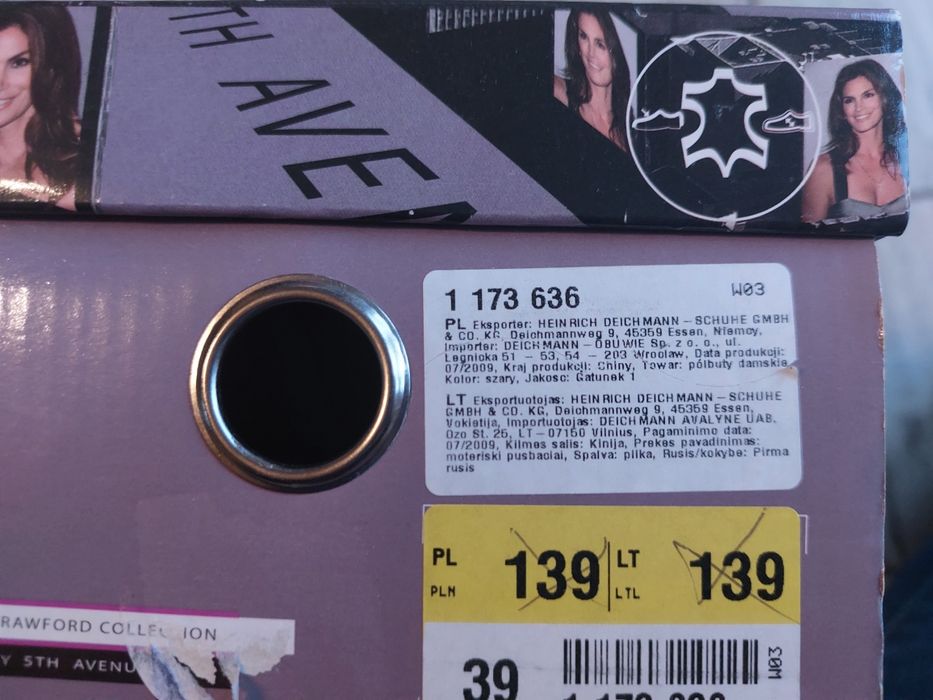 TH AVE
1 173 636 W03
PL Eksporter: HEINRICH DEICHMANN – SCHUHE GMBH
& CO. KG, Deichmannweg 9, 45359 Essen, Niemcy,
Importer: DEICHMANN – OBUWIE Sp. z o. o., ul.
Legnicka 51 – 53, 54 – 203 Wroclaw, Data produkcji:
07/2009, Kraj produkcji: Chiny, Towar: półbuty damskie
Kolor: szary, Jakosc: Gatunek 1
LT Eksportuotojas: HEINRICH DEICHMANN – SCHUHE
GMBH & CO. KG, Deichmannweg 9, 45359 Essen,
Vokietija, Importuotojas: DEICHMANN AVALYNE UAB.
Ozo St. 25, LT – 07150 Vilnius, Pagaminimo data:
07/2009, Kilmes salis: Kinija, Prekes pavadinimas:
moteriski pusbaciai, Spalva: pilka, Rusis/kokybe: Pirma
rusis
PL PLN 139 LT LTL 139
RAWFORD COLLECTION
Y 5TH AVENU
39 W03
1 173 636